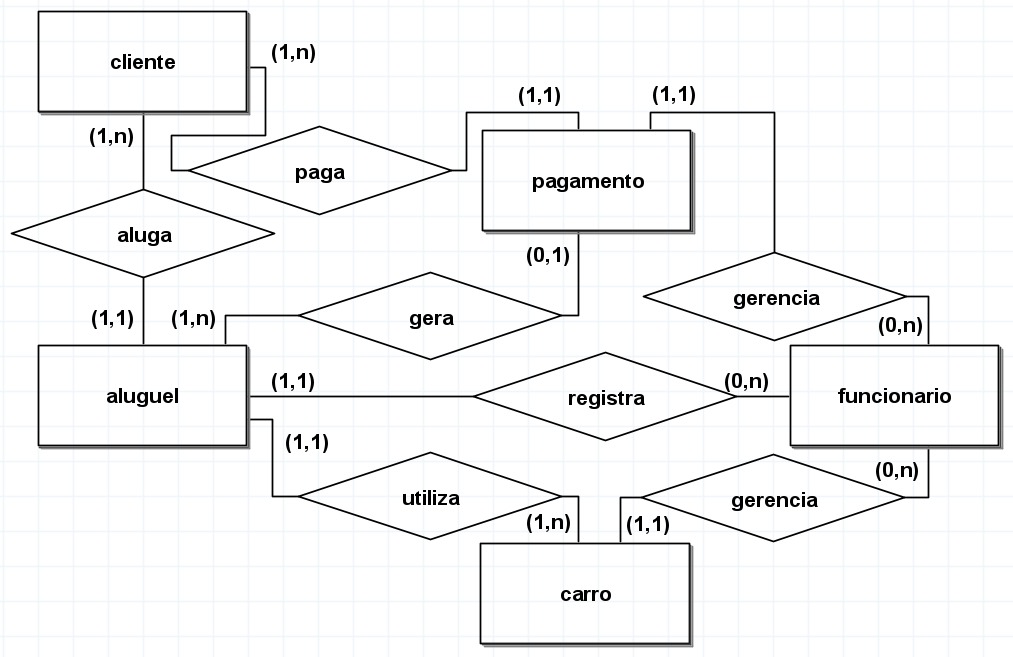 cliente
(1,n)
(1,n)
paga
(1,1)
(1,1)
pagamento
aluga
(0,1)
gerencia
(1,1)
(1,n)
gera
(0,n)
aluguel
(1,1)
registra
(0,n)
funcionario
(1,1)
utiliza
(1,n)
(1,1)
gerencia
(0,n)
carro